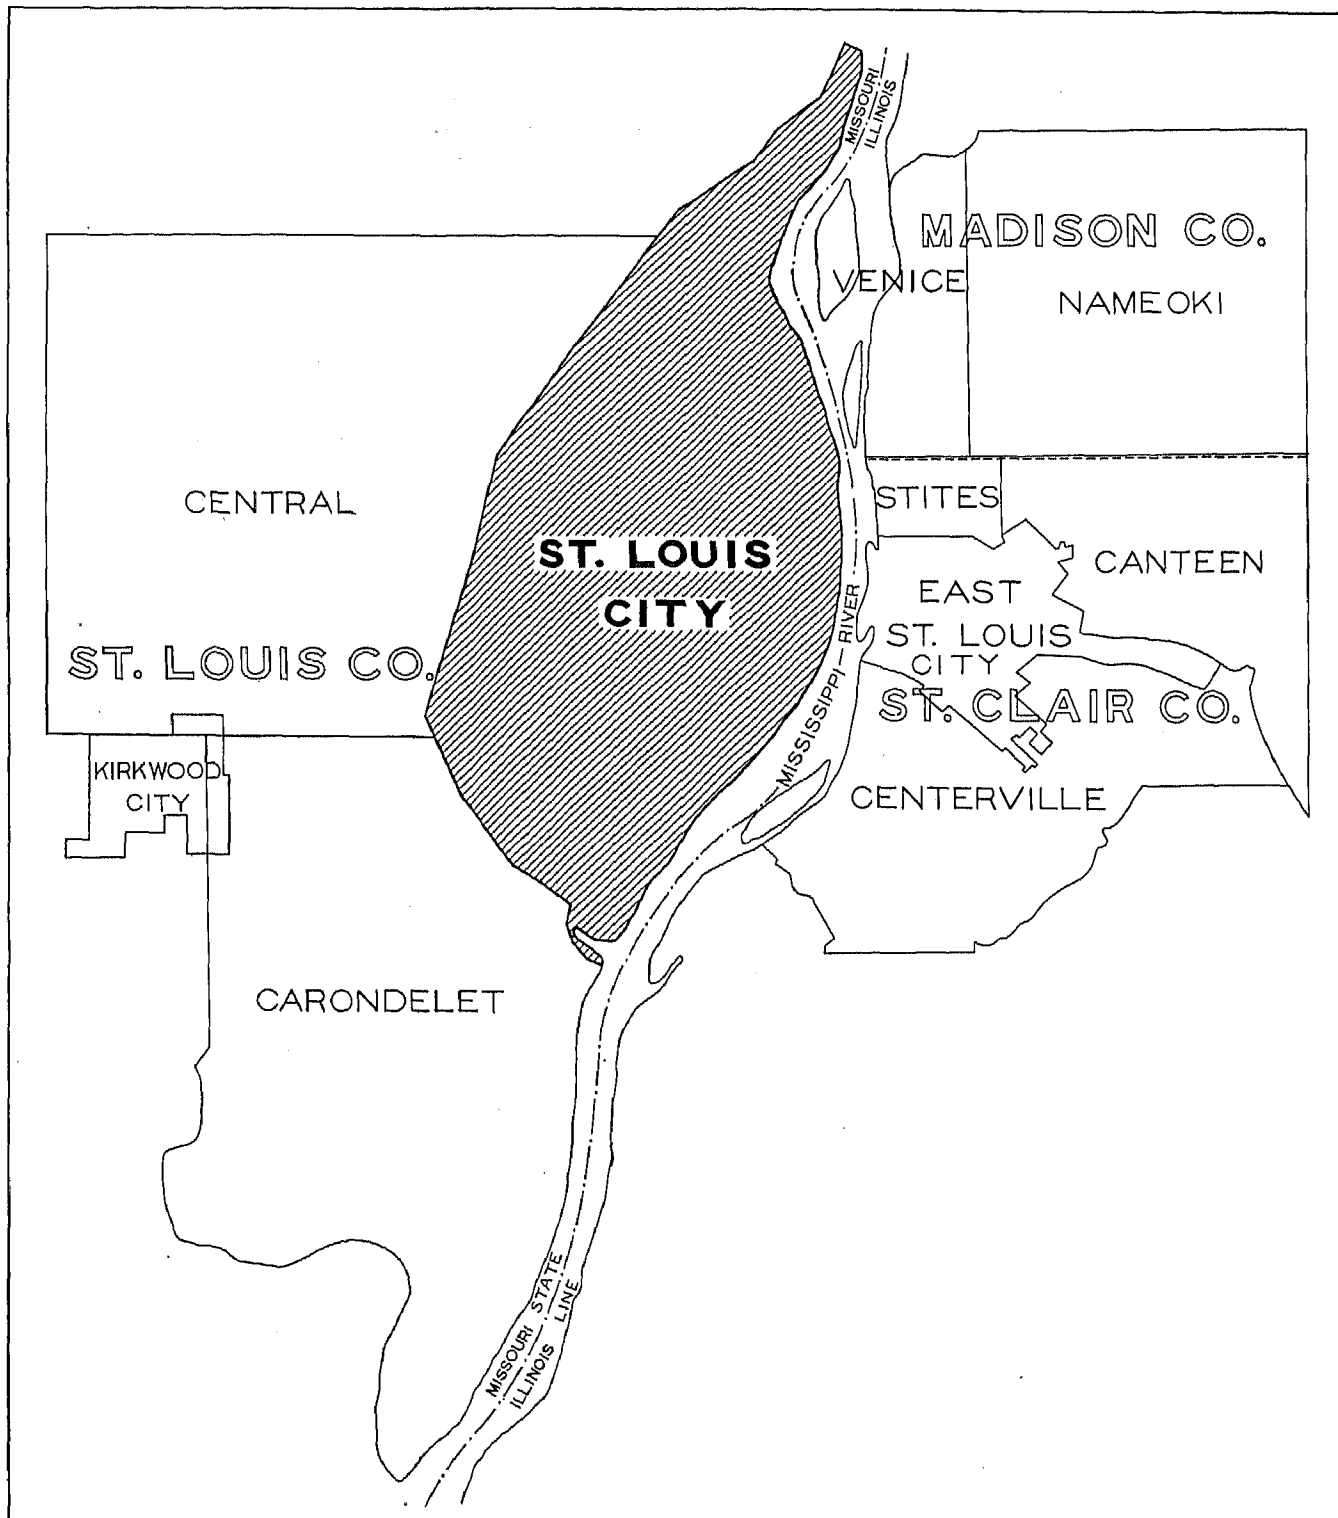 MISSOURI
ILLINOIS
MADISON CO.
VENICE
NAMEOKI
CENTRAL
STITES
ST. LOUIS
CITY
CANTEEN
EAST
ST. LOUIS
CITY
MISSISSIPPI RIVER
ST. LOUIS CO.
ST. CLAIR CO.
KIRKWOOD
CITY
CENTERVILLE
CARONDELET
MISSOURI STATE
ILLINOIS LINE